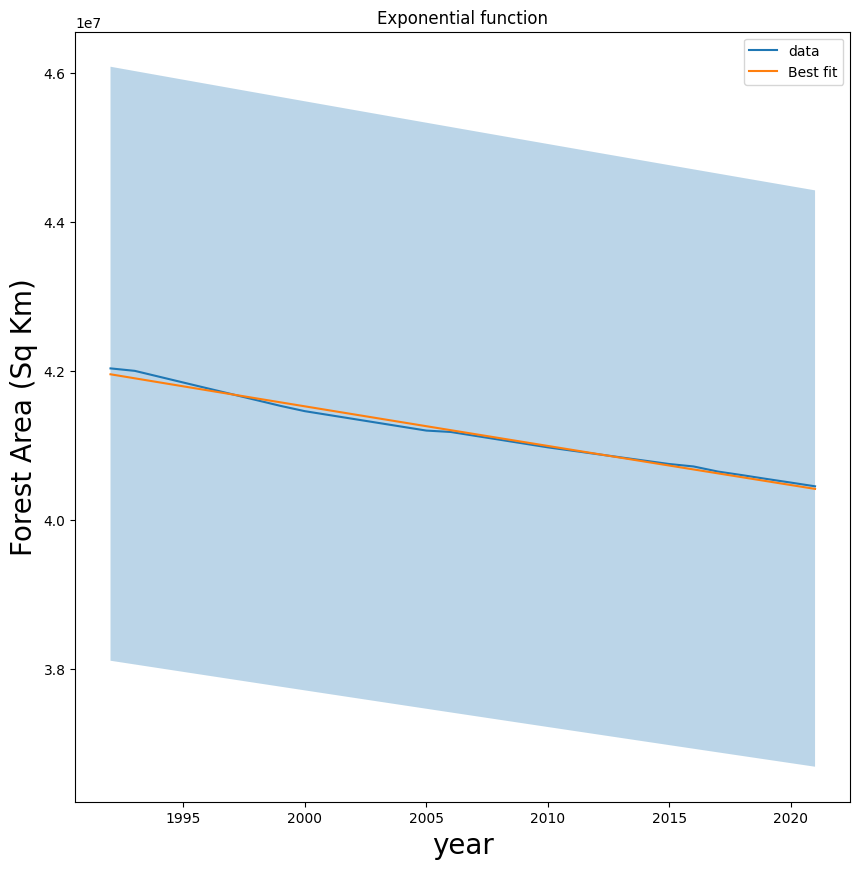 Exponential function
1e7
data
Best fit
4.6
4.4
4.2
4.0
3.8
Forest Area (Sq Km)
1995 2000 2005 2010 2015 2020
year